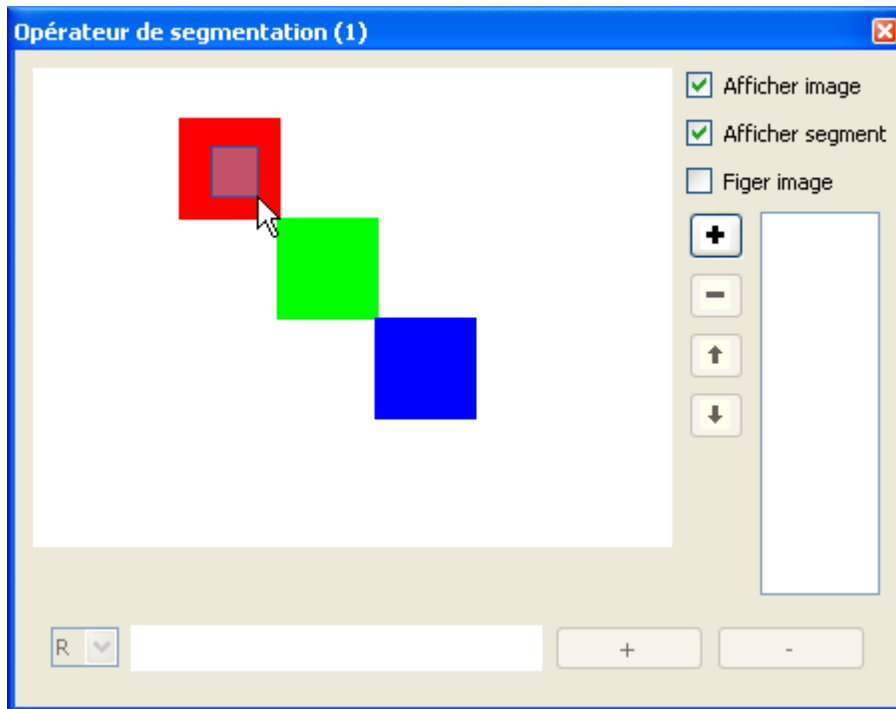 Opérateur de segmentation (1)
Afficher image
Afficher segment
Figer image
R
+
-